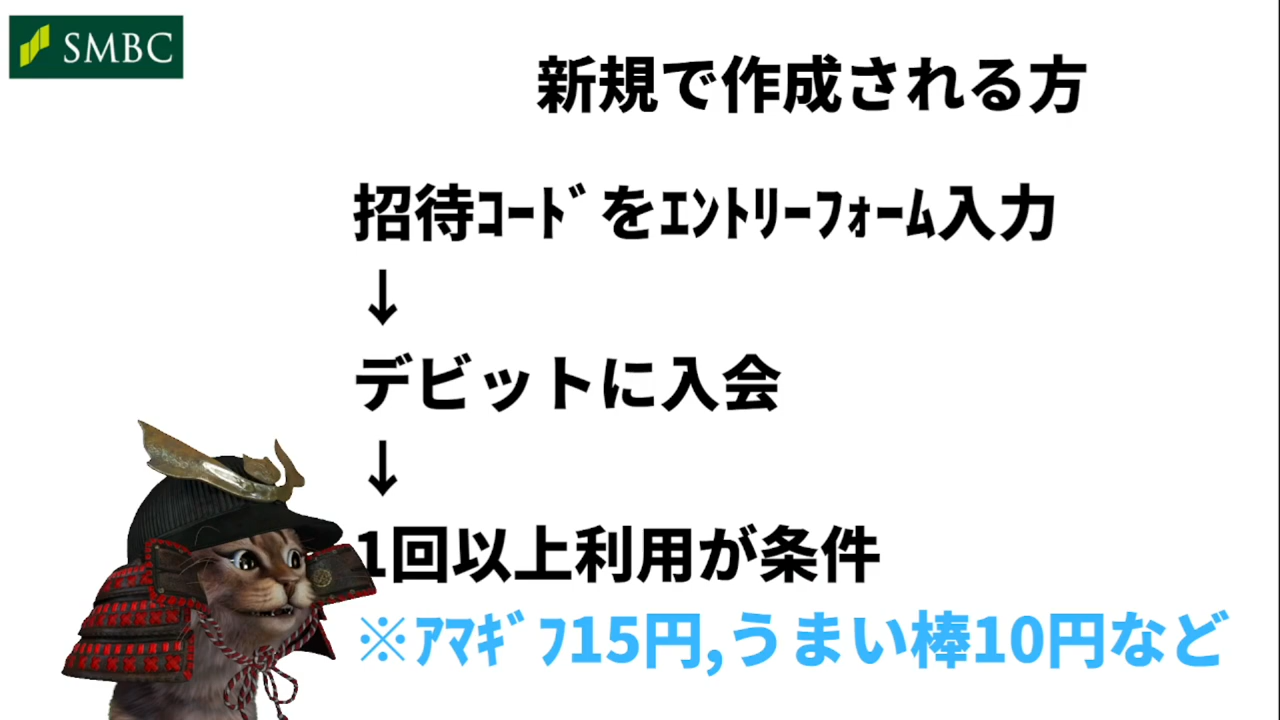 SMBC
新規で作成される方
招待ｺｰﾄﾞをｴﾝﾄﾘｰﾌｫｰﾑ入力
↓
デビットに入会
↓
1回以上利用が条件
※ｱﾏｷﾞﾌ15円,うまい棒10円など